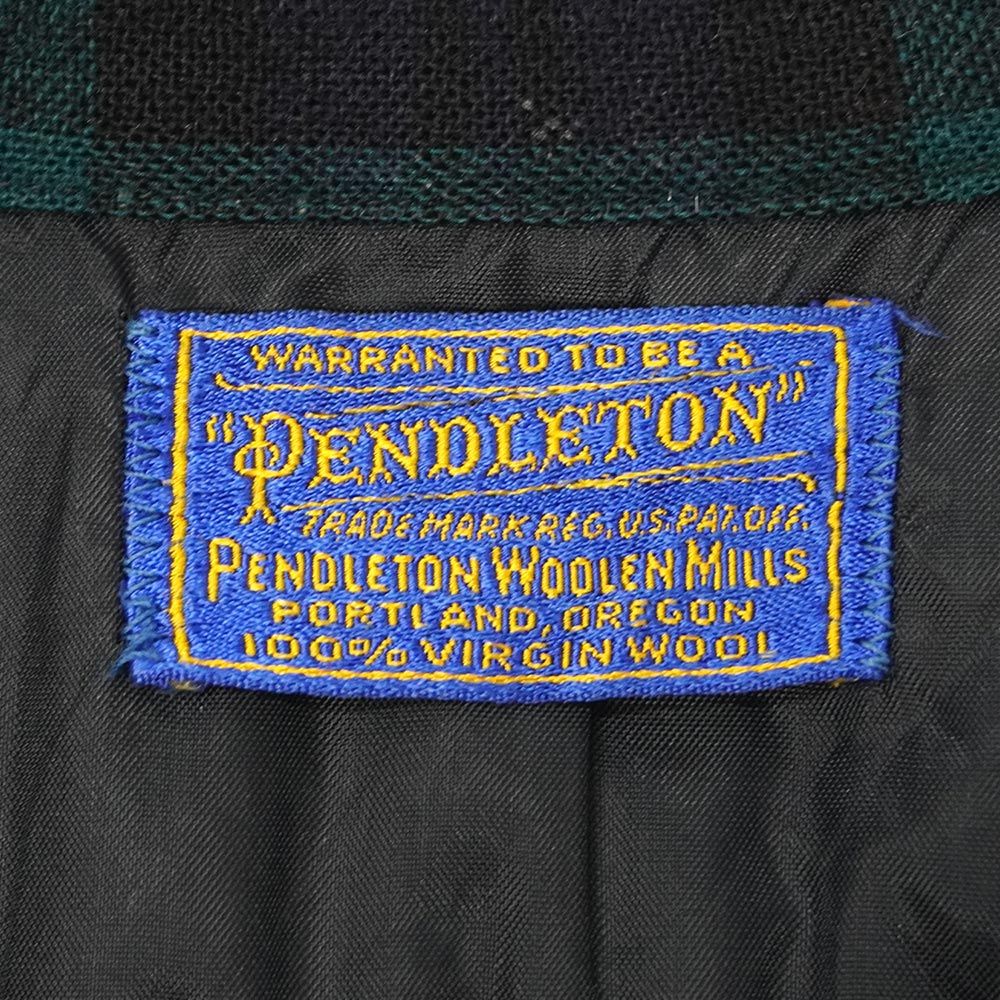 WARRANTED TO BE A
"PENDLETON"
TRADE MARK REG. U.S. PAT. OFF.
PENDLETON WOOLEN MILLS
PORTLAND, OREGON
100% VIRGIN WOOL